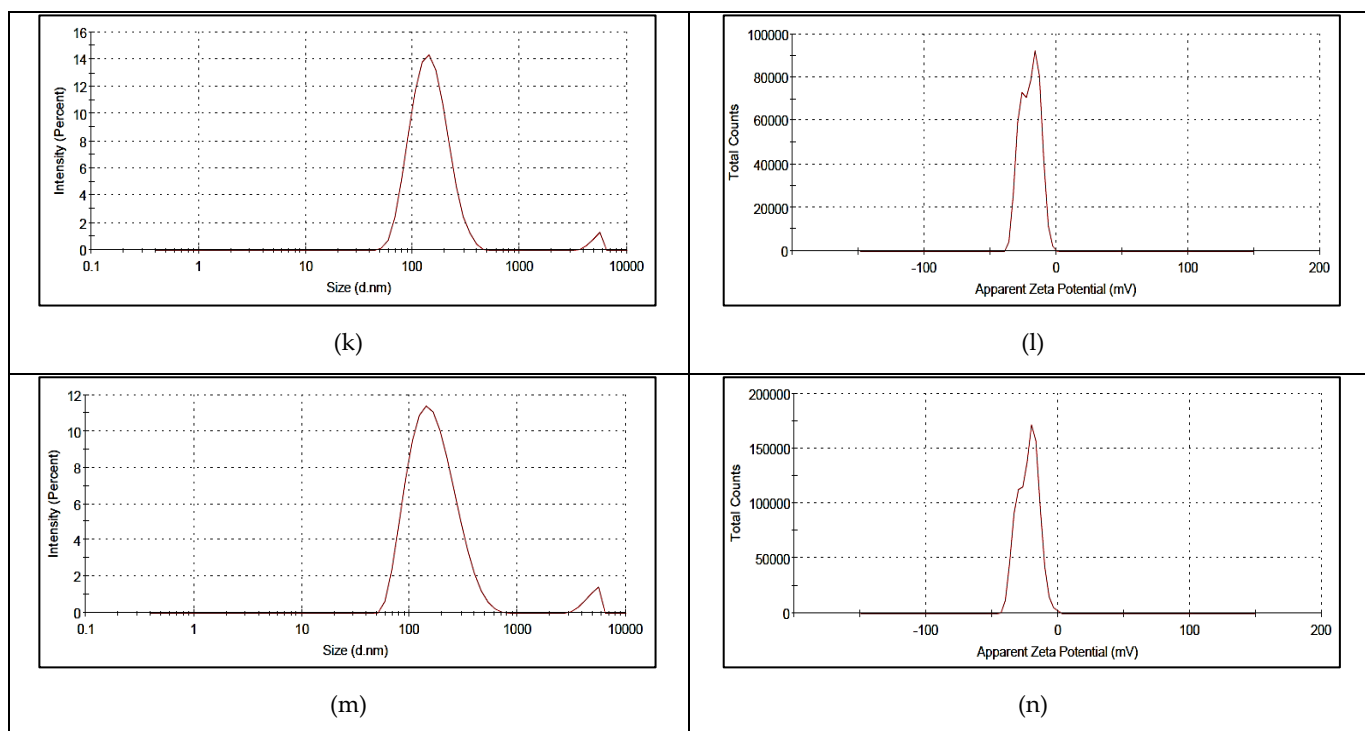 16
14
12
10
8
6
4
2
0
Intensity (Percent)
0.1 1 10 100 1000 10000
Size (d.nm)
(k)
100000
80000
60000
40000
20000
0
Total Counts
-100 0 100 200
Apparent Zeta Potential (mV)
(l)
12
10
8
6
4
2
0
Intensity (Percent)
0.1 1 10 100 1000 10000
Size (d.nm)
(m)
200000
150000
100000
50000
0
Total Counts
-100 0 100 200
Apparent Zeta Potential (mV)
(n)